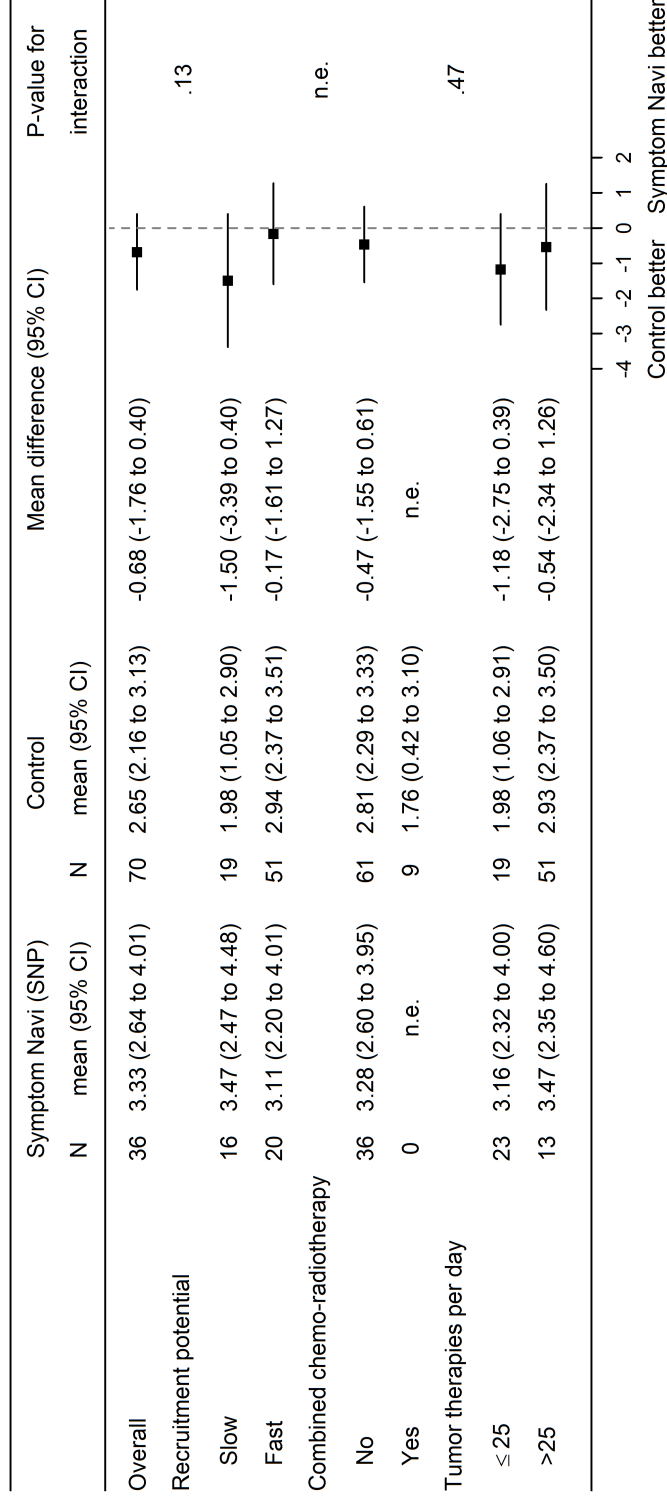 Symptom Navi (SNP) Control Mean difference (95% CI) P-value for
N mean (95% CI) N mean (95% CI) interaction
Overall 36 3.33 (2.64 to 4.01) 70 2.65 (2.16 to 3.13) -0.68 (-1.76 to 0.40)
Recruitment potential .13
Slow 16 3.47 (2.47 to 4.48) 19 1.98 (1.05 to 2.90) -1.50 (-3.39 to 0.40)
Fast 20 3.11 (2.20 to 4.01) 51 2.94 (2.37 to 3.51) -0.17 (-1.61 to 1.27)
Combined chemo-radiotherapy n.e.
No 36 3.28 (2.60 to 3.95) 61 2.81 (2.29 to 3.33) -0.47 (-1.55 to 0.61)
Yes 0 n.e. 9 1.76 (0.42 to 3.10) n.e.
Tumor therapies per day .47
≤ 25 23 3.16 (2.32 to 4.00) 19 1.98 (1.06 to 2.91) -1.18 (-2.75 to 0.39)
>25 13 3.47 (2.35 to 4.60) 51 2.93 (2.37 to 3.50) -0.54 (-2.34 to 1.26)
-4 -3 -2 -1 0 1 2
Control better Symptom Navi better